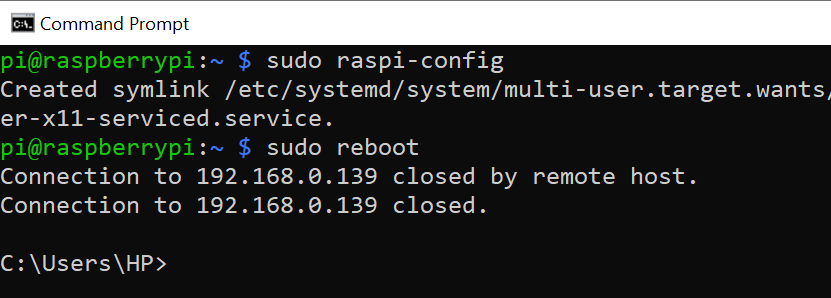 Command Prompt
pi@raspberrypi:~ $ sudo raspi-config
Created symlink /etc/systemd/system/multi-user.target.wants/
er-x11-serviced.service.
pi@raspberrypi:~ $ sudo reboot
Connection to 192.168.0.139 closed by remote host.
Connection to 192.168.0.139 closed.
C:\Users\HP>